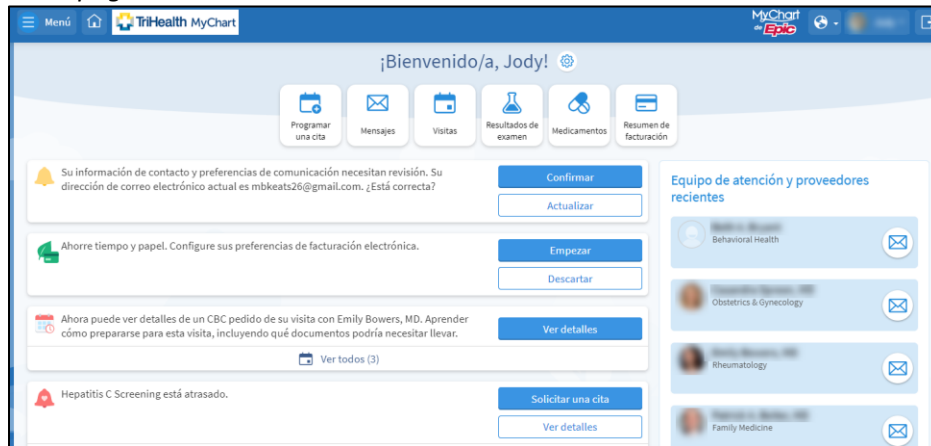 Menú
TriHealth MyChart
MyChart
de Epic
¡Bienvenido/a, Jody!
Programar
una cita
Mensajes
Visitas
Resultados de
examen
Medicamentos
Resumen de
facturación
Su información de contacto y preferencias de comunicación necesitan revisión. Su
dirección de correo electrónico actual es mbkeats26@gmail.com. ¿Está correcta?
Confirmar
Actualizar
Ahorre tiempo y papel. Configure sus preferencias de facturación electrónica.
Empezar
Descartar
Ahora puede ver detalles de un CBC pedido de su visita con Emily Bowers, MD. Aprender
cómo prepararse para esta visita, incluyendo qué documentos podría necesitar llevar.
Ver detalles
Ver todos (3)
Hepatitis C Screening está atrasado.
Solicitar una cita
Ver detalles
Equipo de atención y proveedores
recientes
Behavioral Health
Obstetrics & Gynecology
Rheumatology
Family Medicine